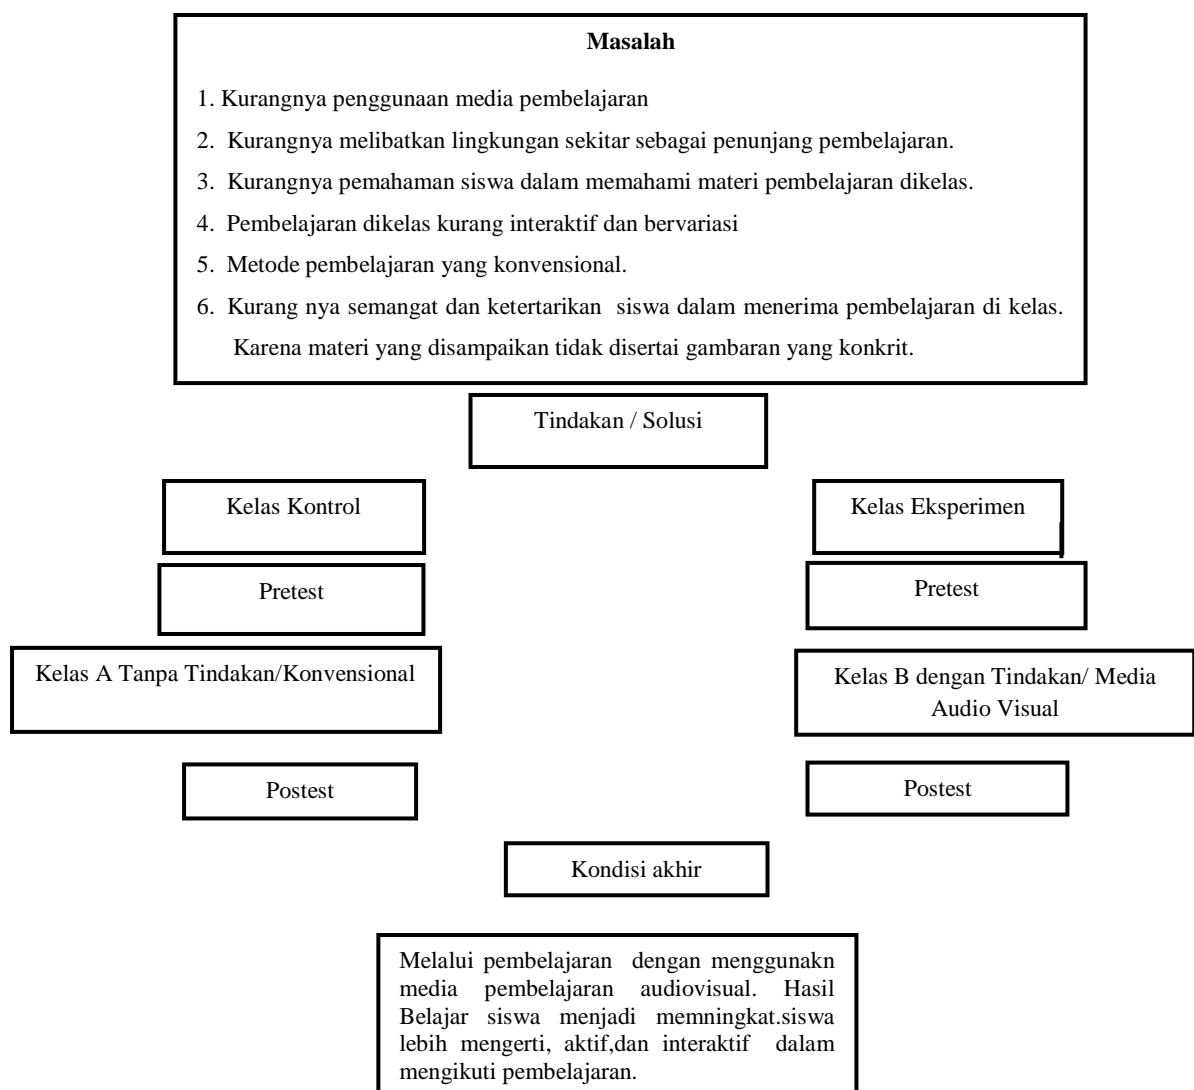 Masalah
1. Kurangnya penggunaan media pembelajaran
2. Kurangnya melibatkan lingkungan sekitar sebagai penunjang pembelajaran.
3. Kurangnya pemahaman siswa dalam memahami materi pembelajaran dikelas.
4. Pembelajaran dikelas kurang interaktif dan bervariasi
5. Metode pembelajaran yang konvensional.
6. Kurang nya semangat dan ketertarikan siswa dalam menerima pembelajaran di kelas.
Karena materi yang disampaikan tidak disertai gambaran yang konkrit.
Tindakan / Solusi
Kelas Kontrol
Kelas Eksperimen
Pretest
Pretest
Kelas A Tanpa Tindakan/Konvensional
Kelas B dengan Tindakan/ Media
Audio Visual
Postest
Postest
Kondisi akhir
Melalui pembelajaran dengan menggunakn
media pembelajaran audiovisual. Hasil
Belajar siswa menjadi memningkat.siswa
lebih mengerti, aktif,dan interaktif dalam
mengikuti pembelajaran.